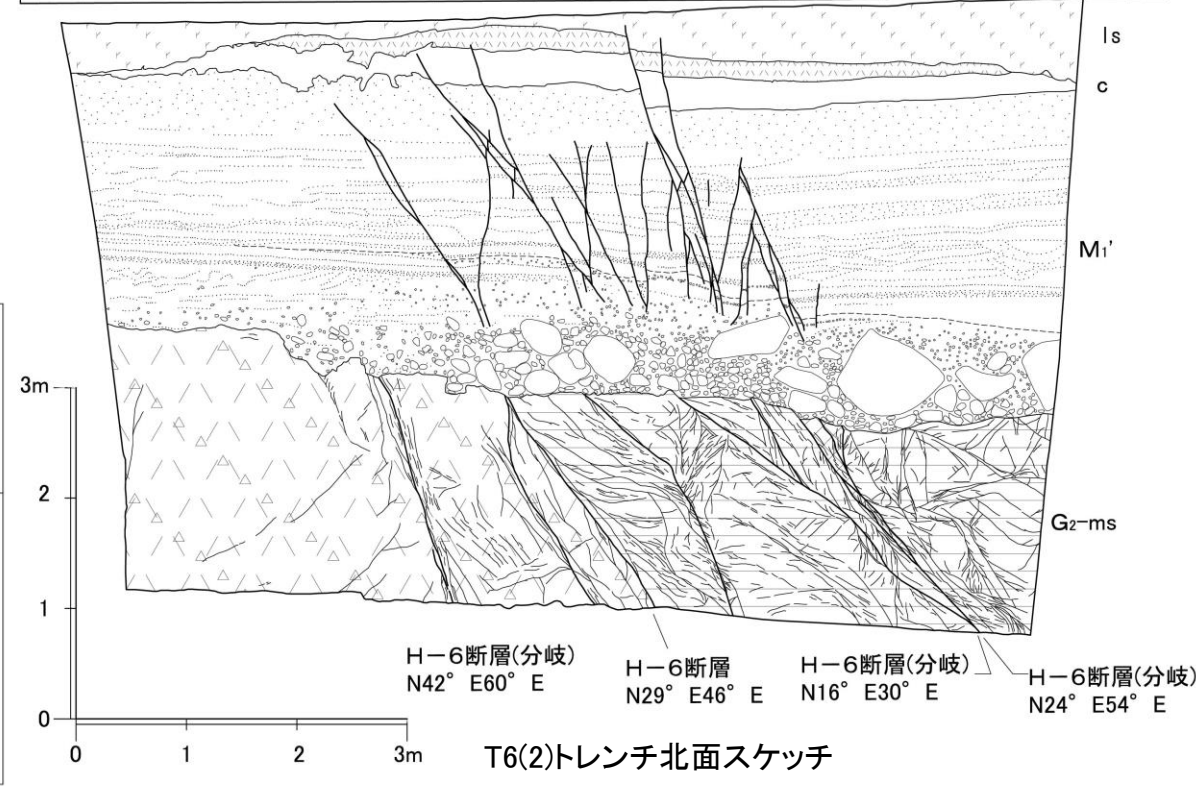 ls
c
M1'
3m
2
G2-ms
1
H-6断層(分岐)
N42° E60° E
H-6断層
N29° E46° E
H-6断層(分岐)
N16° E30° E
H-6断層(分岐)
N24° E54° E
0
0 1 2 3m
T6(2)トレンチ北面スケッチ